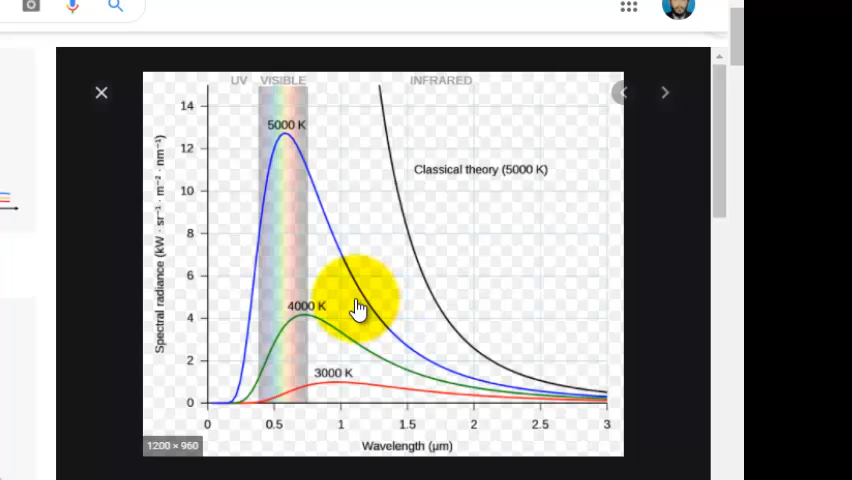 UV VISIBLE INFRARED
14
12
10
8
6
4
2
0
Spectral radiance (kW · sr⁻¹ · m⁻² · nm⁻¹)
5000 K
Classical theory (5000 K)
4000 K
3000 K
0 0.5 1 1.5 2 2.5 3
Wavelength (μm)
1200 × 960